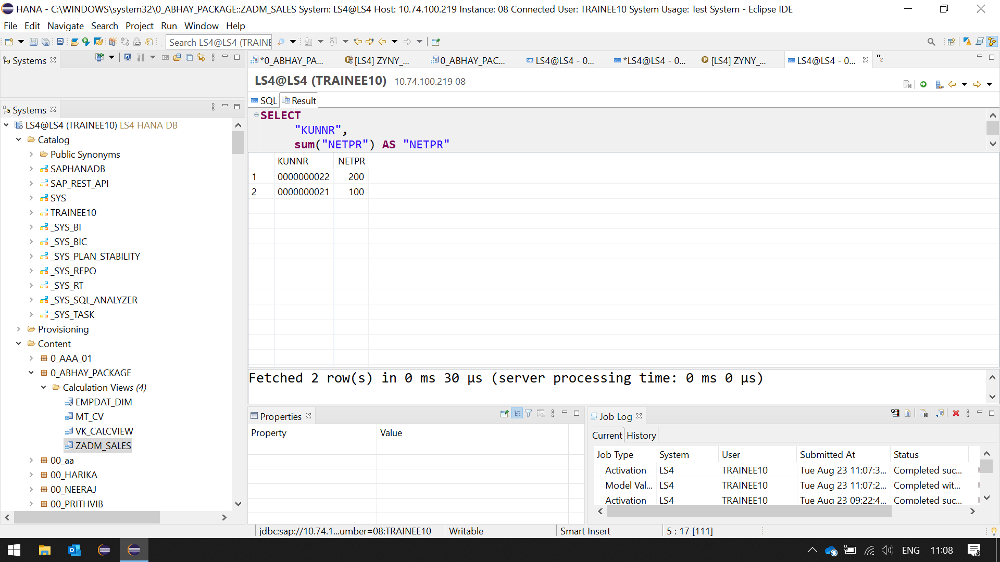 HANA - C:\WINDOWS\system32\0_ABHAY_PACKAGE::ZADM_SALES System: LS4@LS4 Host: 10.74.100.219 Instance: 08 Connected User: TRAINEE10 System Usage: Test System - Eclipse IDE
File Edit Navigate Search Project Run Window Help
Search LS4@LS4 (TRAINE
Systems
*0_ABHAY_PA... [LS4] ZYNY_... 0_ABHAY_PAC... LS4@LS4 - 0... *LS4@LS4 - 0... [LS4] ZYNY_... LS4@LS4 - 0... »2
LS4@LS4 (TRAINEE10) 10.74.100.219 08
SQL Result
SELECT
"KUNNR",
sum("NETPR") AS "NETPR"
KUNNR NETPR
1 0000000022 200
2 0000000021 100
Fetched 2 row(s) in 0 ms 30 µs (server processing time: 0 ms 0 µs)
Systems
LS4@LS4 (TRAINEE10) LS4 HANA DB
Catalog
Public Synonyms
SAPHANADB
SAP_REST_API
SYS
TRAINEE10
_SYS_BI
_SYS_BIC
_SYS_PLAN_STABILITY
_SYS_REPO
_SYS_RT
_SYS_SQL_ANALYZER
_SYS_TASK
Provisioning
Content
0_AAA_01
0_ABHAY_PACKAGE
Calculation Views (4)
EMPDAT_DIM
MT_CV
VK_CALCVIEW
ZADM_SALES
00_aa
00_HARIKA
00_NEERAJ
00_PRITHVIB
Properties
Property Value
Job Log
Current History
Job Type System User Submitted At Status
Activation LS4 TRAINEE10 Tue Aug 23 11:07:3... Completed suc...
Model Val... LS4 TRAINEE10 Tue Aug 23 11:07:2... Completed wit...
Activation LS4 TRAINEE10 Tue Aug 23 09:22:4... Completed suc...
jdbc:sap://10.74.1...umber=08:TRAINEE10 Writable Smart Insert 5 : 17 [111]
ENG 11:08